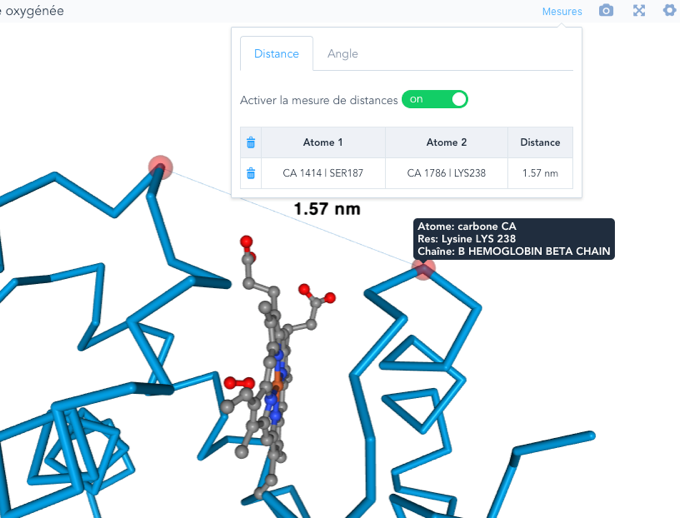 oxygénée
Mesures
Distance
Angle
Activer la mesure de distances on
Atome 1 Atome 2 Distance
CA 1414 | SER187 CA 1786 | LYS238 1.57 nm
1.57 nm
Atome: carbone CA
Res: Lysine LYS 238
Chaîne: B HEMOGLOBIN BETA CHAIN